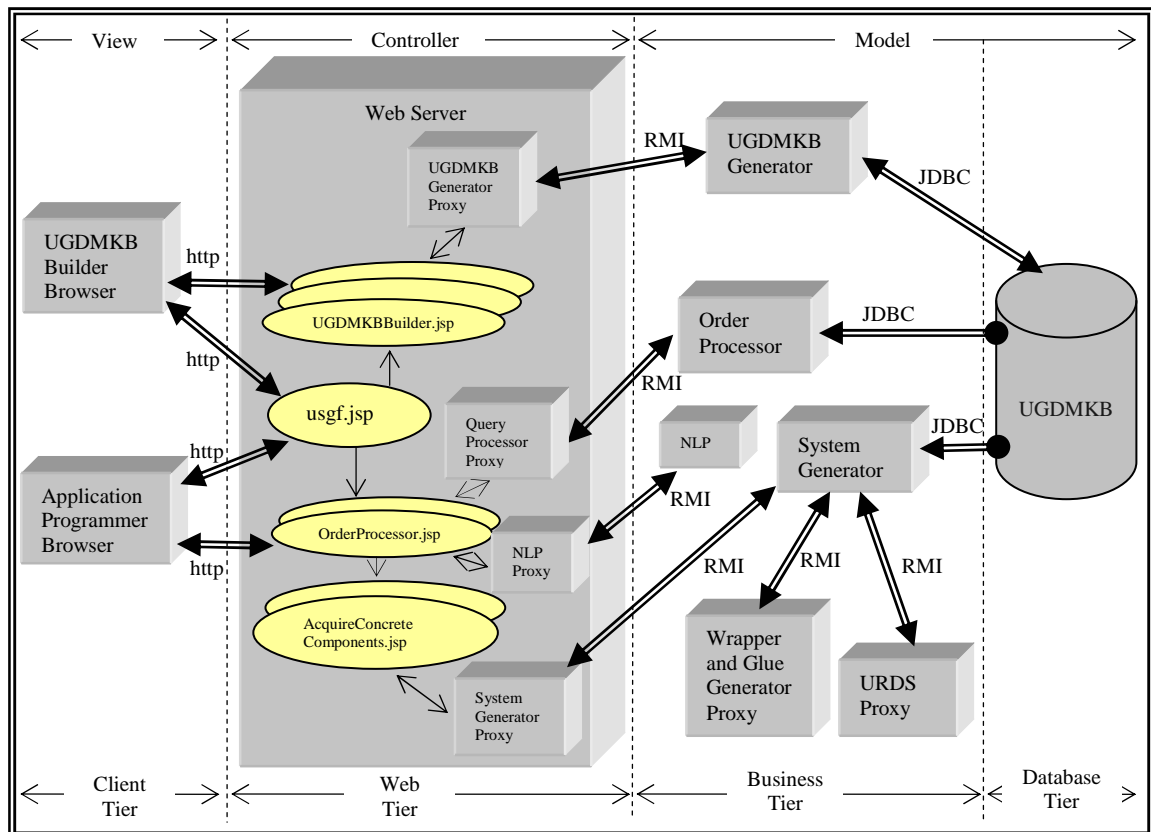 View
Controller
Model
Web Server
UGDMKB
Generator
Proxy
RMI
UGDMKB
Generator
JDBC
UGDMKB
Builder
Browser
http
http
UGDMKBBuilder.jsp
Order
Processor
JDBC
RMI
UGDMKB
usgf.jsp
Query
Processor
Proxy
NLP
RMI
System
Generator
JDBC
http
Application
Programmer
Browser
http
OrderProcessor.jsp
NLP
Proxy
RMI
RMI
RMI
AcquireConcrete
Components.jsp
System
Generator
Proxy
Wrapper
and Glue
Generator
Proxy
URDS
Proxy
Client
Tier
Web
Tier
Business
Tier
Database
Tier